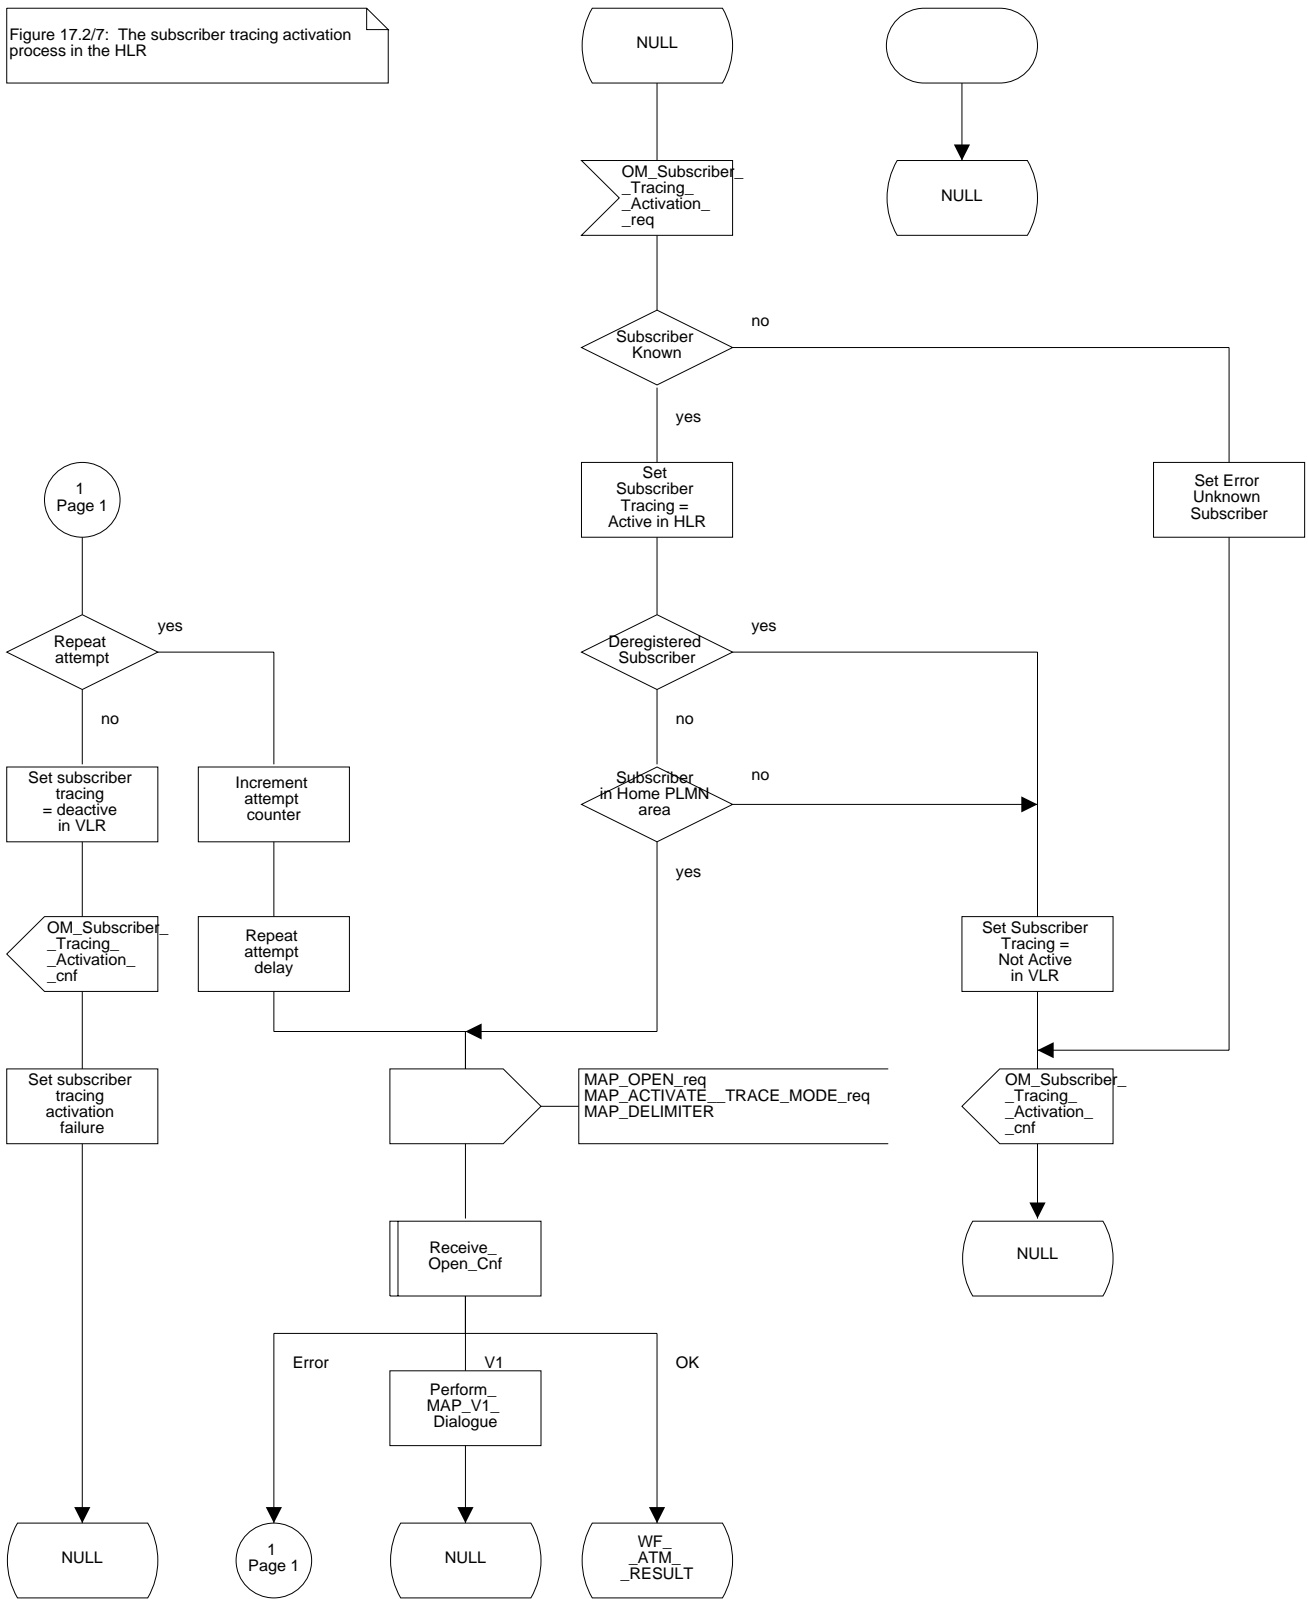 Figure 17.2/7:  The subscriber tracing activation
process in the HLR
NULL
OM_Subscriber_
_Tracing_
_Activation_
_req
NULL
Subscriber
Known
no
yes
1
Page 1
Set
Subscriber
Tracing =
Active in HLR
Set Error
Unknown
Subscriber
Repeat
attempt
yes
no
Deregistered
Subscriber
yes
no
Set subscriber
tracing
= deactive
in VLR
Increment
attempt
counter
Subscriber
in Home PLMN
area
no
yes
OM_Subscriber_
_Tracing_
_Activation_
_cnf
Repeat
attempt
delay
Set Subscriber
Tracing =
Not Active
in VLR
Set subscriber
tracing
activation
failure
MAP_OPEN_req
MAP_ACTIVATE__TRACE_MODE_req
MAP_DELIMITER
OM_Subscriber_
_Tracing_
_Activation_
_cnf
Receive_
Open_Cnf
NULL
Error
V1
OK
Perform_
MAP_V1_
Dialogue
NULL
1
Page 1
NULL
WF_
_ATM_
_RESULT